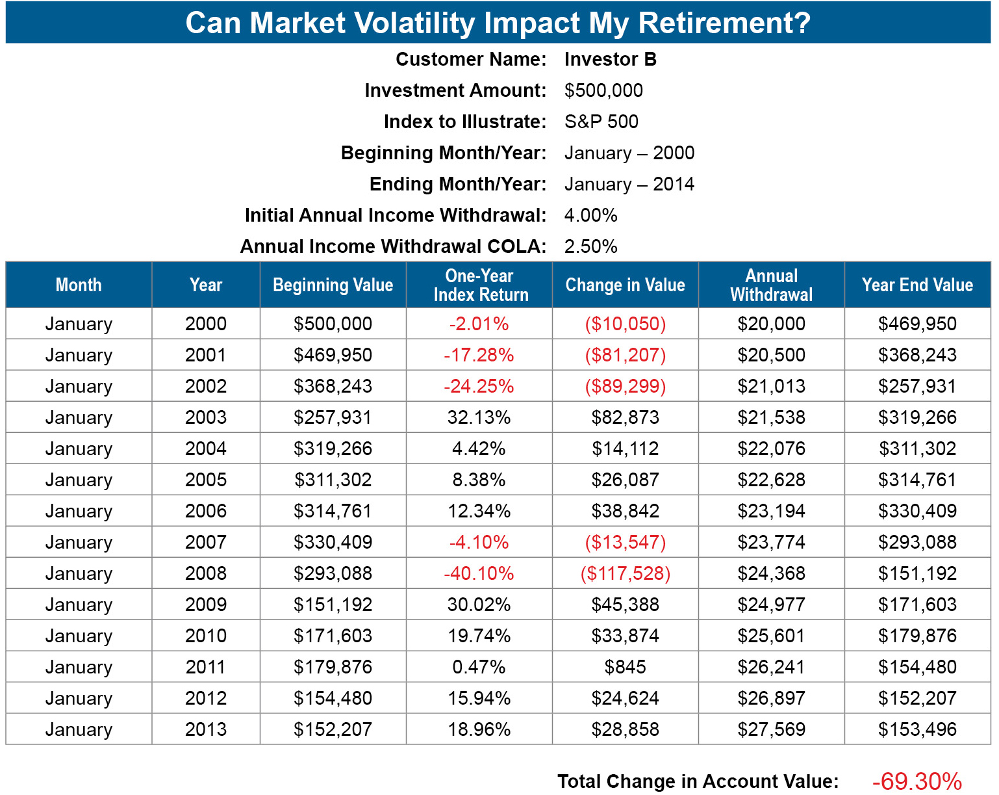 Can Market Volatility Impact My Retirement?
Customer Name: Investor B
Investment Amount: $500,000
Index to Illustrate: S&P 500
Beginning Month/Year: January – 2000
Ending Month/Year: January – 2014
Initial Annual Income Withdrawal: 4.00%
Annual Income Withdrawal COLA: 2.50%
Month Year Beginning Value One-Year Index Return Change in Value Annual Withdrawal Year End Value
January 2000 $500,000 -2.01% ($10,050) $20,000 $469,950
January 2001 $469,950 -17.28% ($81,207) $20,500 $368,243
January 2002 $368,243 -24.25% ($89,299) $21,013 $257,931
January 2003 $257,931 32.13% $82,873 $21,538 $319,266
January 2004 $319,266 4.42% $14,112 $22,076 $311,302
January 2005 $311,302 8.38% $26,087 $22,628 $314,761
January 2006 $314,761 12.34% $38,842 $23,194 $330,409
January 2007 $330,409 -4.10% ($13,547) $23,774 $293,088
January 2008 $293,088 -40.10% ($117,528) $24,368 $151,192
January 2009 $151,192 30.02% $45,388 $24,977 $171,603
January 2010 $171,603 19.74% $33,874 $25,601 $179,876
January 2011 $179,876 0.47% $845 $26,241 $154,480
January 2012 $154,480 15.94% $24,624 $26,897 $152,207
January 2013 $152,207 18.96% $28,858 $27,569 $153,496
Total Change in Account Value: -69.30%